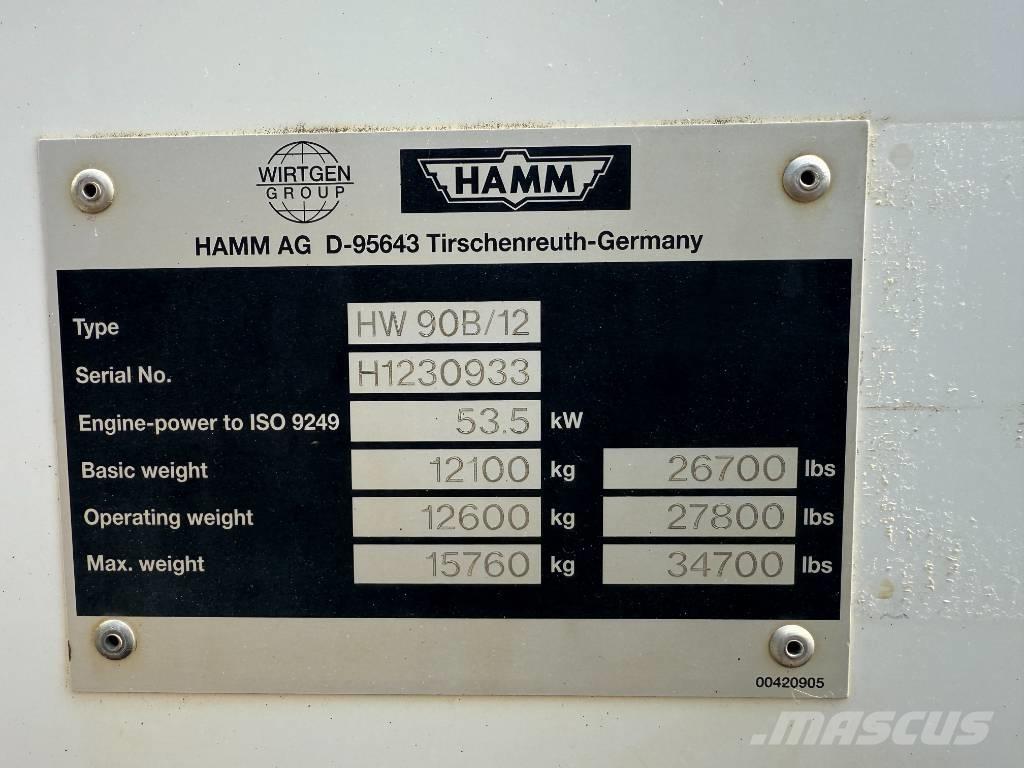 WIRTGEN
GROUP
HAMM
HAMM AG D-95643 Tirschenreuth-Germany
Type HW 90B/12
Serial No. H1230933
Engine-power to ISO 9249 53.5 kW
Basic weight 12100 kg 26700 lbs
Operating weight 12600 kg 27800 lbs
Max. weight 15760 kg 34700 lbs
00420905
MASCUS